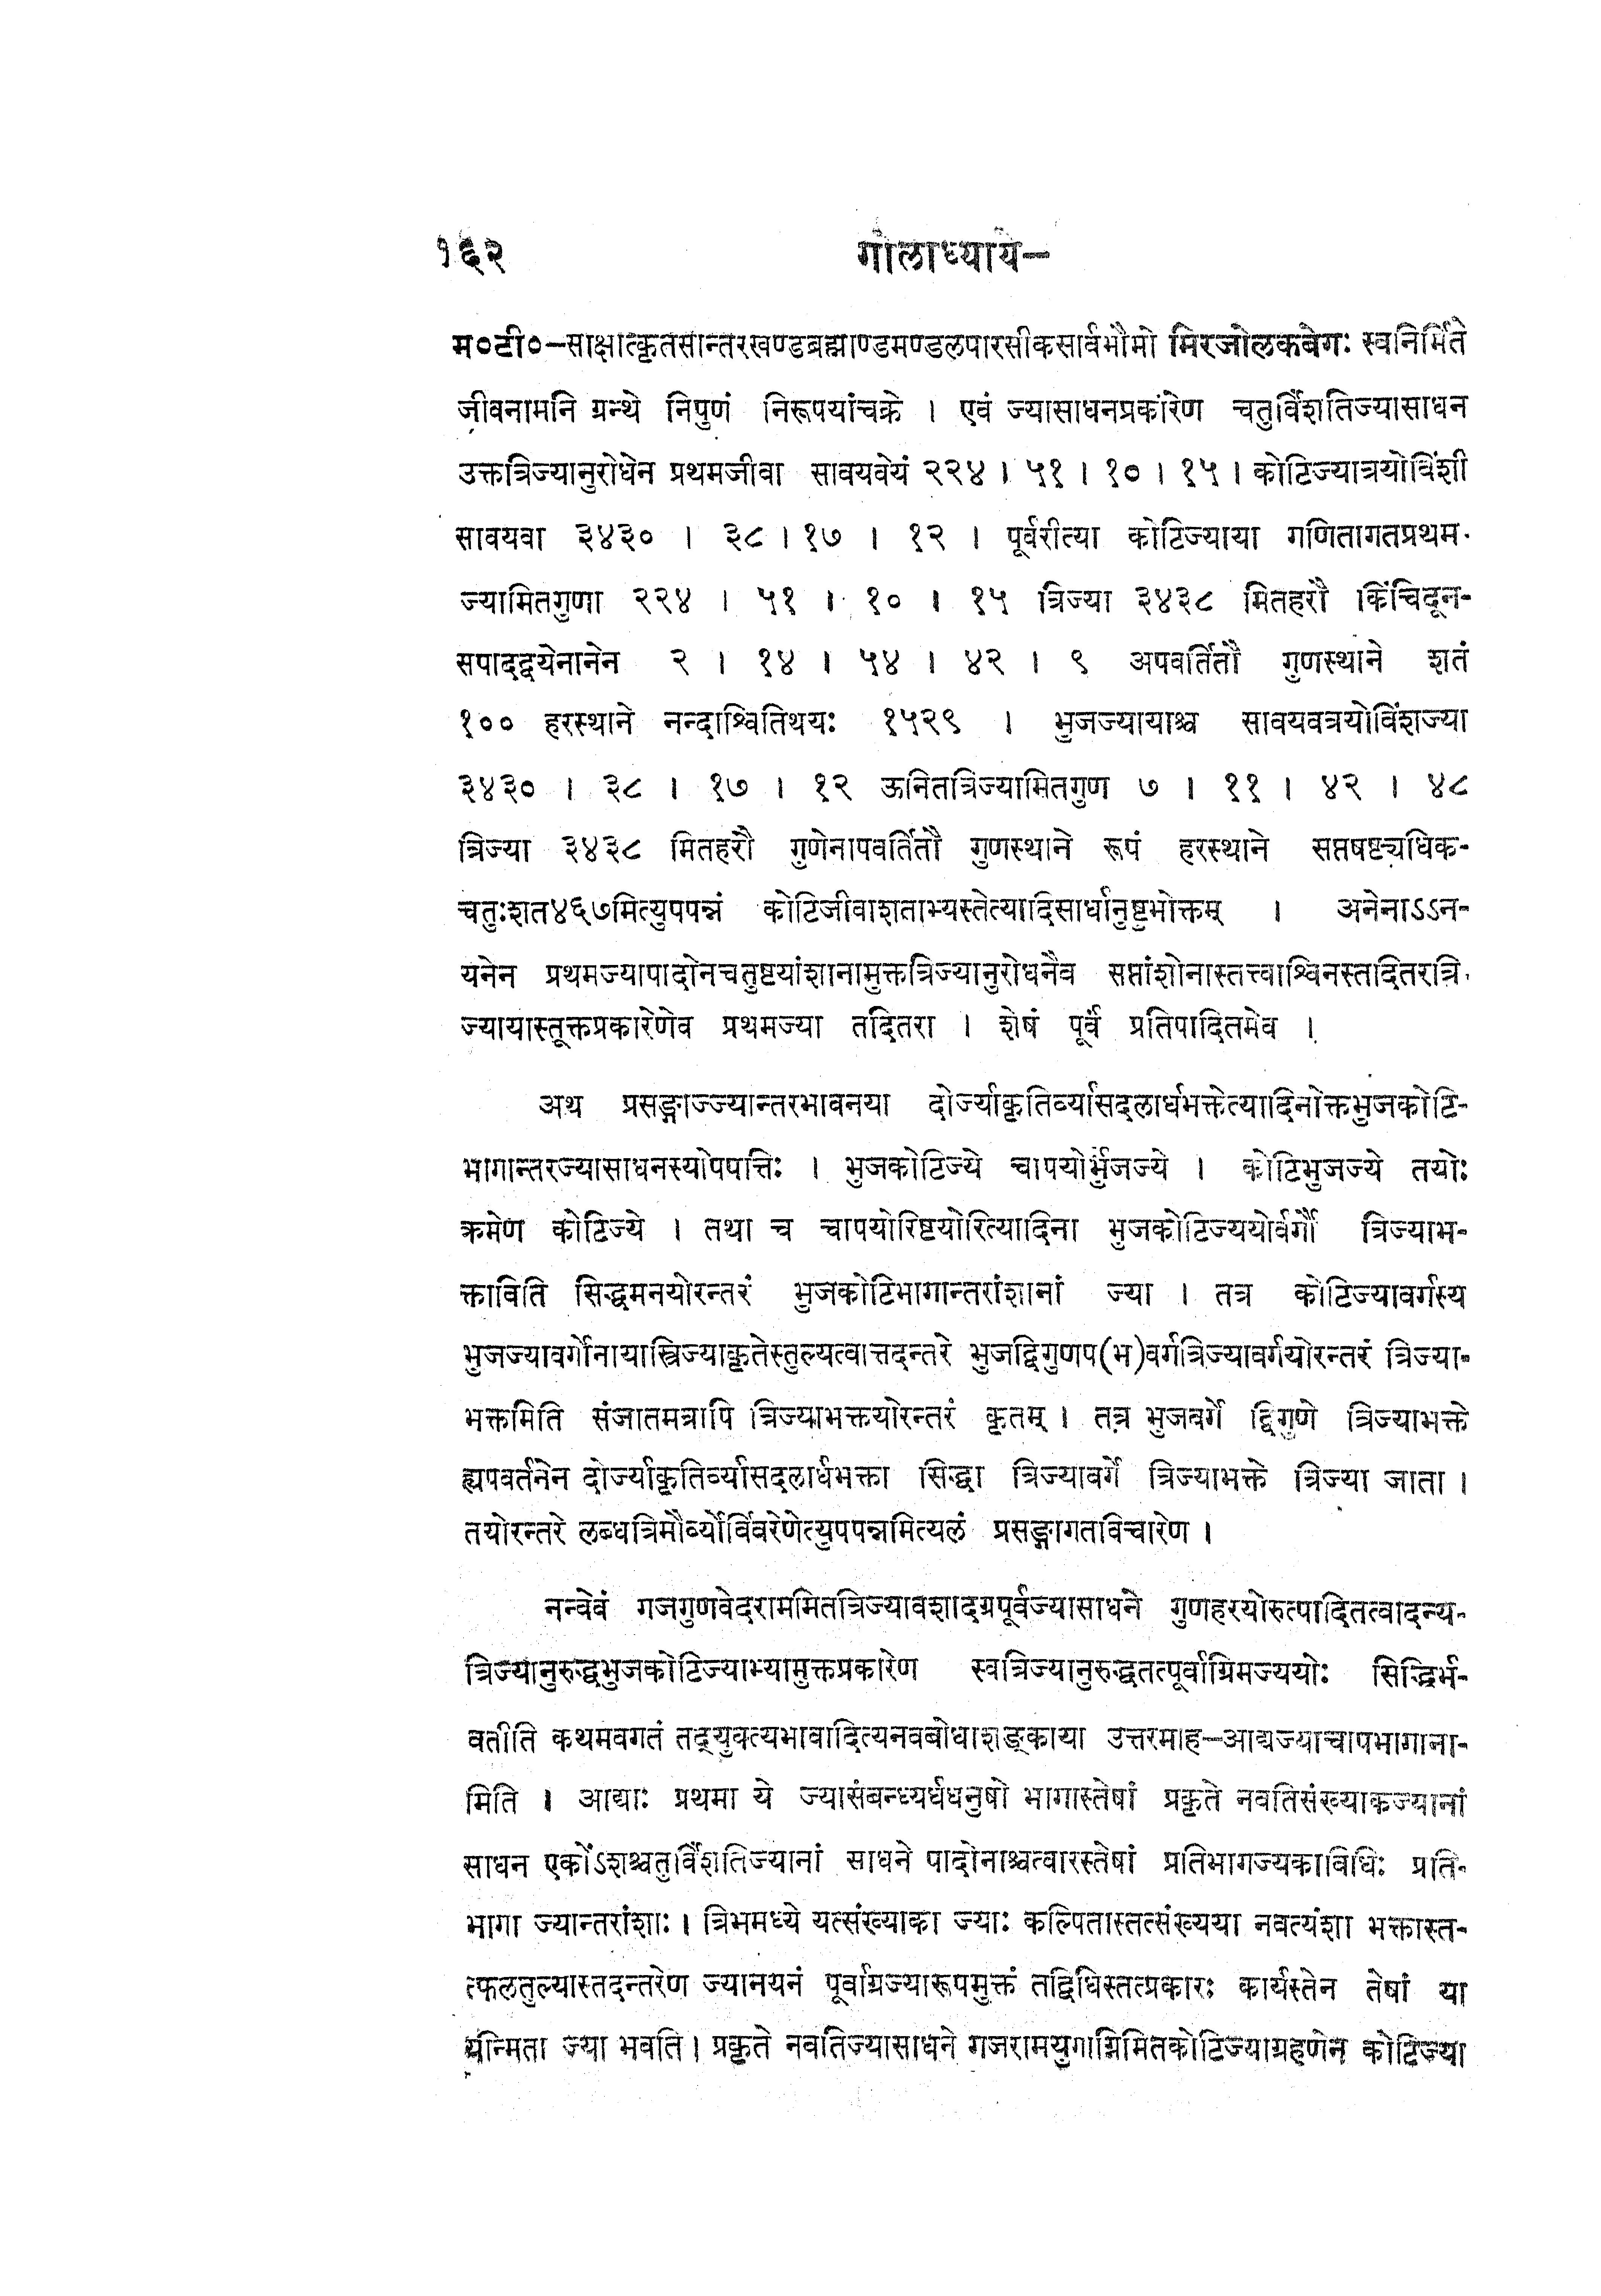 १६२ गोलाध्याये—
म०टी०—साक्षात्कृतसान्तरखण्डब्रह्माण्डमण्डलपारसीकसार्वभौमो मिरजोलकबेगः स्वनिर्मिते
जीवनामनि ग्रन्थे निपुणं निरूपयांचक्रे । एवं ज्यासाधनप्रकारेण चतुर्विंशतिज्यासाधन
उक्तत्रिज्यानुरोधेन प्रथमजीवा सावयवेयं २२४ । ५१ । १० । १५ । कोटिज्यात्रयोविंशी
सावयवा ३४३० । ३८ । १७ । १२ । पूर्वरीत्या कोटिज्याया गणितागतप्रथम-
ज्यामितगुणा २२४ । ५१ । १० । १५ त्रिज्या ३४३८ मितहरौ किंचिदून-
सपादद्वयेनानेन २ । १४ । ५४ । ४२ । ९ अपवर्तितौ गुणस्थाने शतं
१०० हरस्थाने नन्दाश्वितिथयः १५२९ । भुजज्यायाश्च सावयवत्रयोविंशज्या
३४३० । ३८ । १७ । १२ ऊनितत्रिज्यामितगुण ७ । ११ । ४२ । ४८
त्रिज्या ३४३८ मितहरौ गुणेनापवर्तितौ गुणस्थाने रूपं हरस्थाने सप्तषष्ट्यधिक-
चतुःशत४६७मित्युपपन्नं कोटिजीवाशताभ्यस्तेत्यादिसार्धानुष्टुभोक्तम् । अनेनाऽऽन-
यनेन प्रथमज्यापादोनचतुष्टयांशानामुक्तत्रिज्यानुरोधनैव सप्तांशोनास्तत्त्वाश्विनस्तदितरत्रि-
ज्यायास्तूक्तप्रकारेणेव प्रथमज्या तदितरा । शेषं पूर्वं प्रतिपादितमेव ।
अथ प्रसङ्गाज्ज्यान्तरभावनया दोर्ज्याकृतिर्व्यासदलार्धभक्तेत्यादिनोक्तभुजकोटि-
भागान्तरज्यासाधनस्योपपत्तिः । भुजकोटिज्ये चापयोर्भुजज्ये । कोटिभुजज्ये तयोः
क्रमेण कोटिज्ये । तथा च चापयोरिष्टयोरित्यादिना भुजकोटिज्ययोर्वर्गौ त्रिज्याभ-
क्ताविति सिद्धमनयोरन्तरं भुजकोटिभागान्तरांशानां ज्या । तत्र कोटिज्यावर्गस्य
भुजज्यावर्गोनायास्त्रिज्याकृतेस्तुल्यत्वात्तदन्तरे भुजद्विगुणप(भ)वर्गत्रिज्यावर्गयोरन्तरं त्रिज्या-
भक्तमिति संजातमत्रापि त्रिज्याभक्तयोरन्तरं कृतम् । तत्र भुजवर्गे द्विगुणे त्रिज्याभक्ते
ह्यपवर्तनेन दोर्ज्याकृतिर्व्यासदलार्धभक्ता सिद्धा त्रिज्यावर्गे त्रिज्याभक्ते त्रिज्या जाता ।
तयोरन्तरे लब्धत्रिमौर्व्योर्विवरेणेत्युपपन्नमित्यलं प्रसङ्गागतविचारेण ।
नन्वेवं गजगुणवेदराममितत्रिज्यावशादग्रपूर्वज्यासाधने गुणहरयोरुत्पादितत्वादन्य-
त्रिज्यानुरुद्धभुजकोटिज्याभ्यामुक्तप्रकारेण स्वत्रिज्यानुरुद्धतत्पूर्वाग्रिमज्ययोः सिद्धिर्भ-
वतीति कथमवगतं तद्युक्त्यभावादित्यनवबोधाशङ्काया उत्तरमाह—आद्यज्याचापभागाना-
मिति । आद्याः प्रथमा ये ज्यासंबन्ध्यर्धधनुषो भागास्तेषां प्रकृते नवतिसंख्याकज्यानां
साधन एकोंऽशश्चतुर्विंशतिज्यानां साधने पादोनाश्चत्वारस्तेषां प्रतिभागज्यकाविधिः प्रति-
भागा ज्यान्तरांशाः । त्रिभमध्ये यत्संख्याका ज्याः कल्पितास्तत्संख्यया नवत्यंशा भक्तास्त-
त्फलतुल्यास्तदन्तरेण ज्यानयनं पूर्वाग्रज्यारूपमुक्तं तद्विधिस्तत्प्रकारः कार्यस्तेन तेषां या
यन्मिता ज्या भवति । प्रकृते नवतिज्यासाधने गजरामयुगाग्निमितकोटिज्याग्रहणेन कोटिज्या